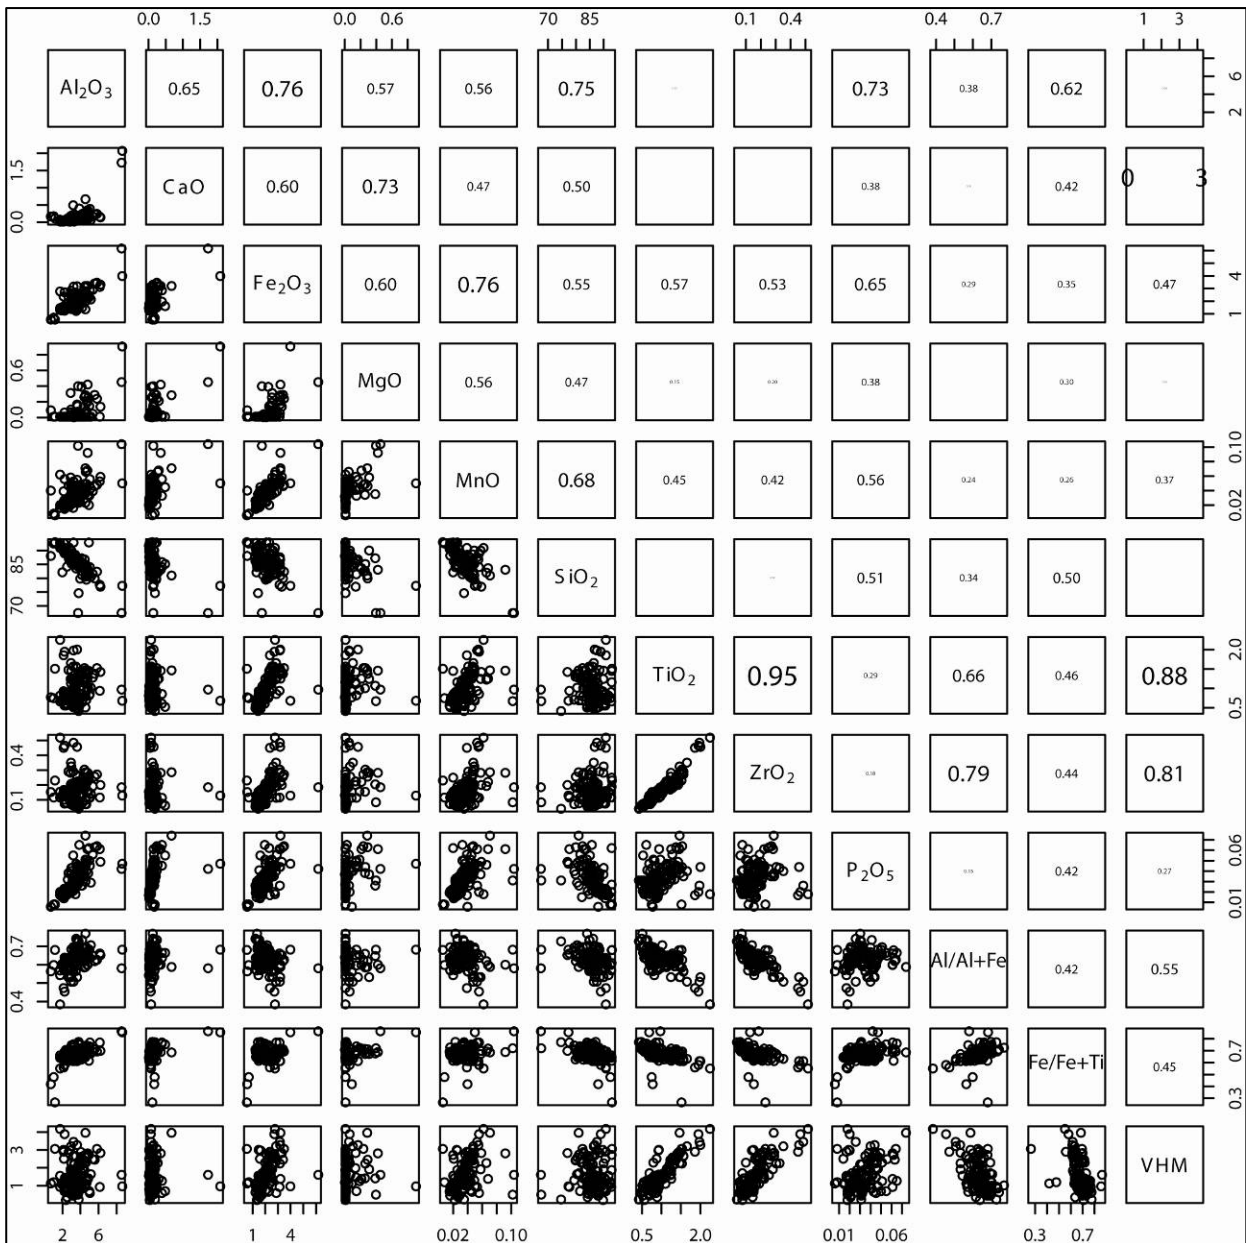 0.0 1.5 0.0 0.6 70 85 0.1 0.4 0.4 0.7 1 3
Al₂O₃ 0.65 0.76 0.57 0.56 0.75 0.73 0.38 0.62 2 6
0.0 1.5 CaO 0.60 0.73 0.47 0.50 0.38 0.42 0 3
Fe₂O₃ 0.60 0.76 0.55 0.57 0.53 0.65 0.29 0.35 0.47 1 4
0.0 0.6 MgO 0.56 0.47 0.38 0.30
MnO 0.68 0.45 0.42 0.56 0.24 0.26 0.37 0.02 0.10
70 85 SiO₂ 0.51 0.34 0.50
TiO₂ 0.95 0.29 0.66 0.46 0.88 0.5 2.0
0.1 0.4 ZrO₂ 0.79 0.44 0.81
P₂O₅ 0.42 0.27 0.01 0.06
0.4 0.7 Al/Al+Fe 0.42 0.55
Fe/Fe+Ti 0.45 0.3 0.7
1 3 VHM
2 6 1 4 0.02 0.10 0.5 2.0 0.01 0.06 0.3 0.7